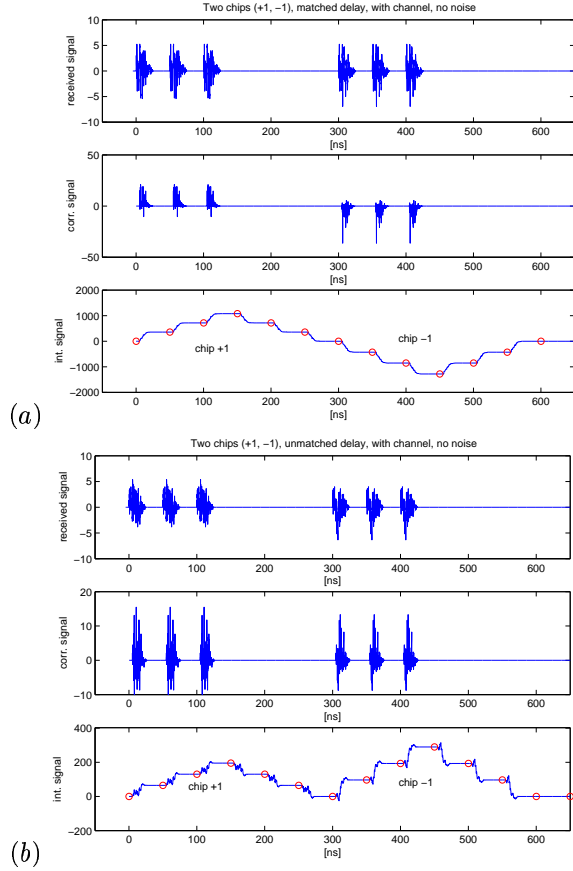 Two chips (+1, −1), matched delay, with channel, no noise
received signal
10
5
0
−5
−10
0 100 200 300 400 500 600
[ns]
corr. signal
50
0
−50
0 100 200 300 400 500 600
[ns]
int. signal
2000
1000
0
−1000
−2000
chip +1
chip −1
0 100 200 300 400 500 600
[ns]
(a)
Two chips (+1, −1), unmatched delay, with channel, no noise
received signal
10
5
0
−5
−10
0 100 200 300 400 500 600
[ns]
corr. signal
20
10
0
−10
0 100 200 300 400 500 600
[ns]
int. signal
400
200
0
−200
chip +1
chip −1
0 100 200 300 400 500 600
[ns]
(b)